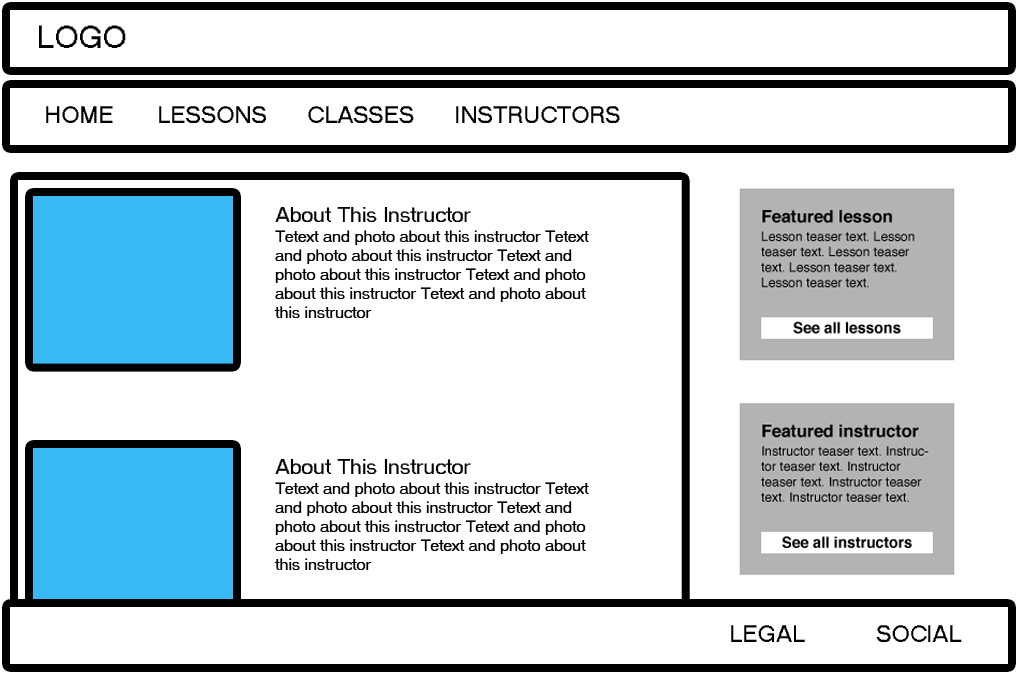 LOGO
HOME LESSONS CLASSES INSTRUCTORS
About This Instructor
Tetext and photo about this instructor Tetext
and photo about this instructor Tetext and
photo about this instructor Tetext and photo
about this instructor Tetext and photo about
this instructor
About This Instructor
Tetext and photo about this instructor Tetext
and photo about this instructor Tetext and
photo about this instructor Tetext and photo
about this instructor Tetext and photo about
this instructor
Featured lesson
Lesson teaser text. Lesson
teaser text. Lesson teaser
text. Lesson teaser text.
Lesson teaser text.
See all lessons
Featured instructor
Instructor teaser text. Instruc-
tor teaser text. Instructor
teaser text. Instructor teaser
text. Instructor teaser text.
See all instructors
LEGAL SOCIAL